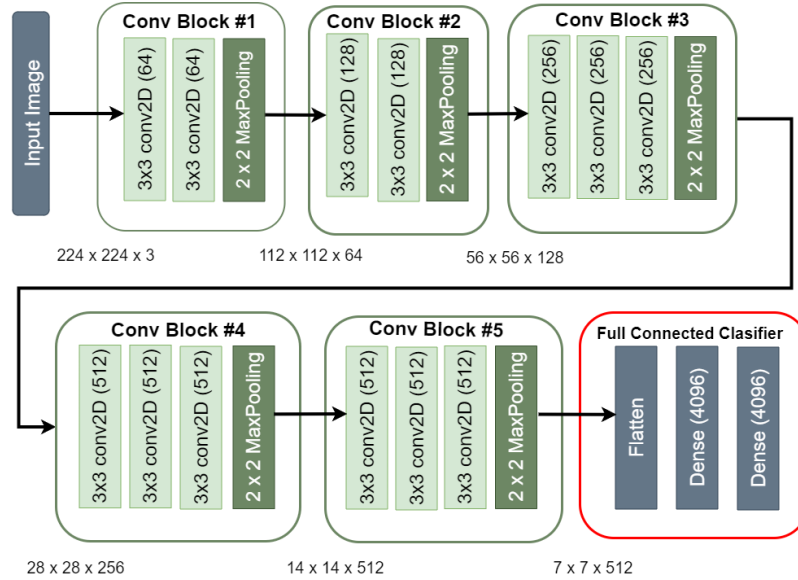 Input Image
Conv Block #1
3x3 conv2D (64)
3x3 conv2D (64)
2 x 2 MaxPooling
Conv Block #2
3x3 conv2D (128)
3x3 conv2D (128)
2 x 2 MaxPooling
Conv Block #3
3x3 conv2D (256)
3x3 conv2D (256)
3x3 conv2D (256)
2 x 2 MaxPooling
224 x 224 x 3
112 x 112 x 64
56 x 56 x 128
Conv Block #4
3x3 conv2D (512)
3x3 conv2D (512)
3x3 conv2D (512)
2 x 2 MaxPooling
Conv Block #5
3x3 conv2D (512)
3x3 conv2D (512)
3x3 conv2D (512)
2 x 2 MaxPooling
Full Connected Clasifier
Flatten
Dense (4096)
Dense (4096)
28 x 28 x 256
14 x 14 x 512
7 x 7 x 512